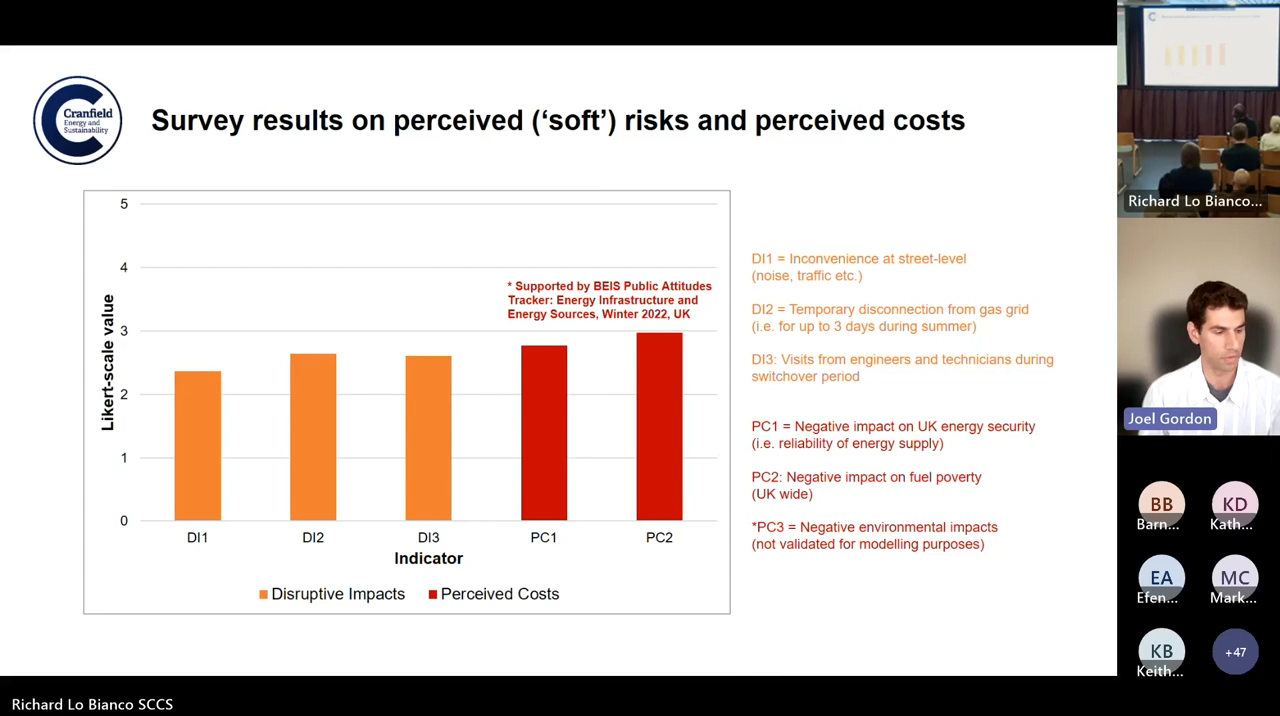 Cranfield
Energy and
Sustainability
Survey results on perceived (‘soft’) risks and perceived costs
5
4
3
2
1
0
Likert-scale value
* Supported by BEIS Public Attitudes
Tracker: Energy Infrastructure and
Energy Sources, Winter 2022, UK
DI1
DI2
DI3
PC1
PC2
Indicator
Disruptive Impacts
Perceived Costs
DI1 = Inconvenience at street-level
(noise, traffic etc.)
DI2 = Temporary disconnection from gas grid
(i.e. for up to 3 days during summer)
DI3: Visits from engineers and technicians during
switchover period
PC1 = Negative impact on UK energy security
(i.e. reliability of energy supply)
PC2: Negative impact on fuel poverty
(UK wide)
*PC3 = Negative environmental impacts
(not validated for modelling purposes)
Richard Lo Bianco...
Joel Gordon
BB
Barn...
KD
Kath...
EA
Efen...
MC
Mark...
KB
Keith...
+47
Richard Lo Bianco SCCS